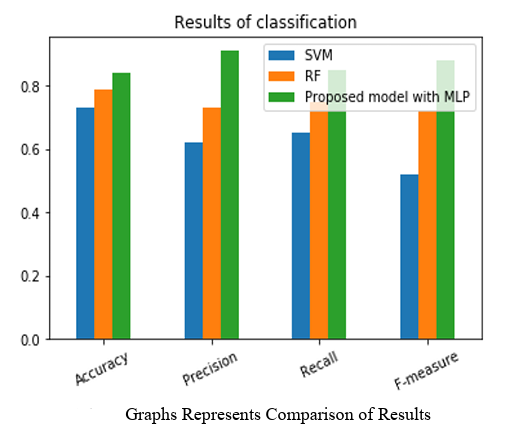 Results of classification
SVM
RF
Proposed model with MLP
0.8
0.6
0.4
0.2
0.0
Accuracy
Precision
Recall
F-measure
Graphs Represents Comparison of Results